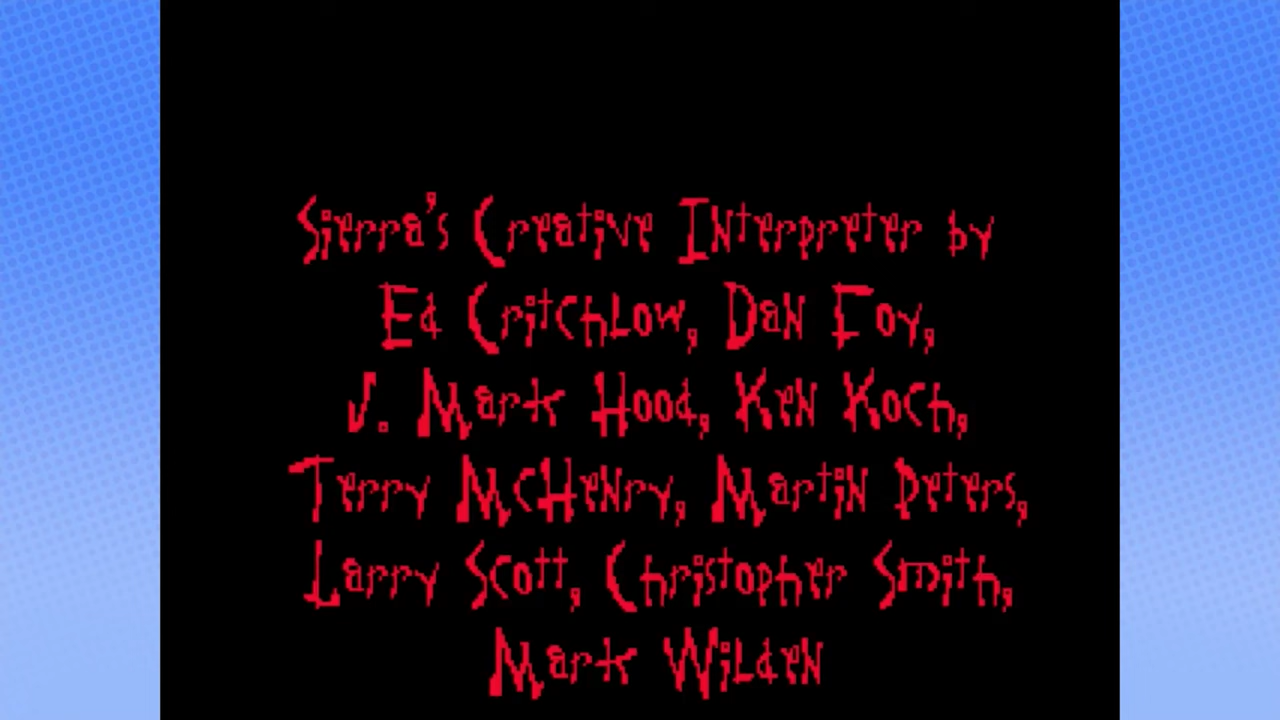 Sierra's Creative Interpreter by
Ed Critchlow, Dan Foy,
J. Mark Hood, Ken Koch,
Terry McHenry, Martin Peters,
Larry Scott, Christopher Smith,
Mark Wilden